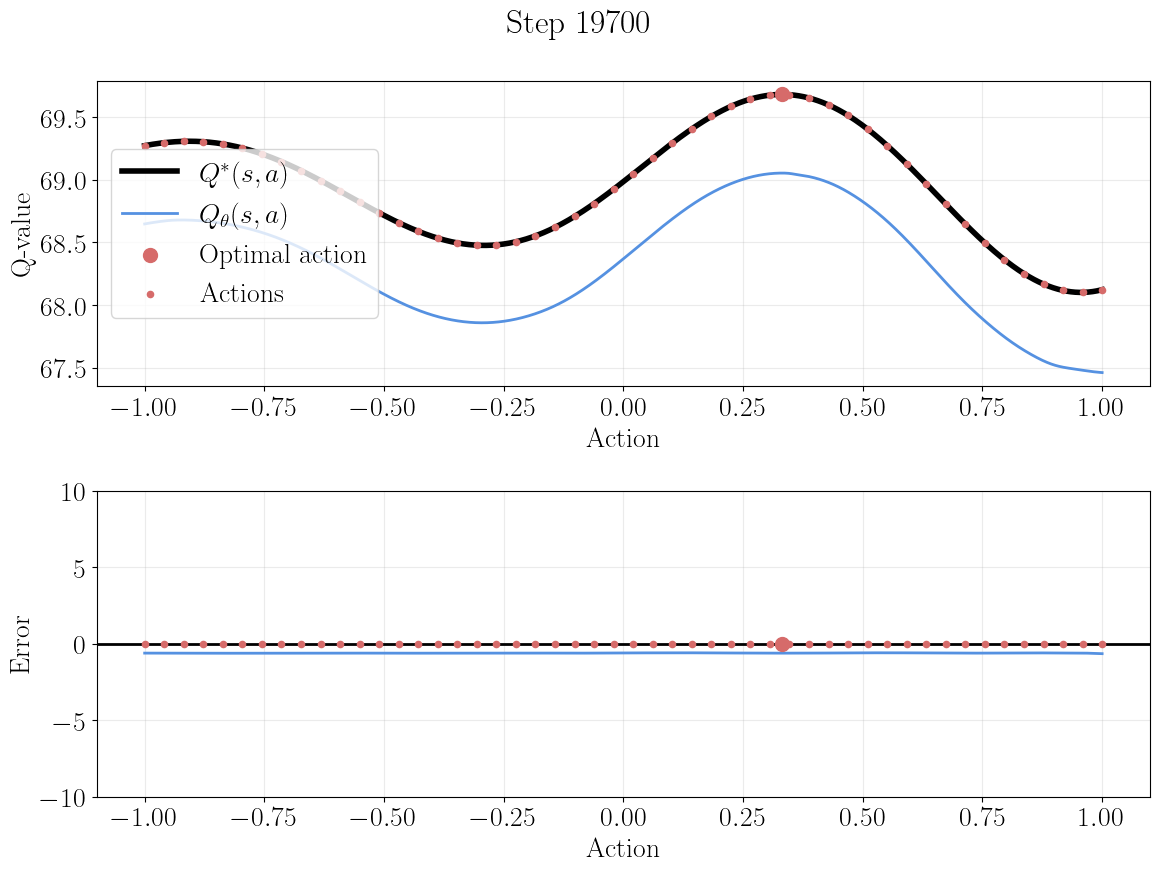 Step 19700
69.5
69.0
68.5
68.0
67.5
Q-value
Q*(s, a)
Qθ(s, a)
Optimal action
Actions
−1.00 −0.75 −0.50 −0.25 0.00 0.25 0.50 0.75 1.00
Action
10
5
0
−5
−10
Error
−1.00 −0.75 −0.50 −0.25 0.00 0.25 0.50 0.75 1.00
Action